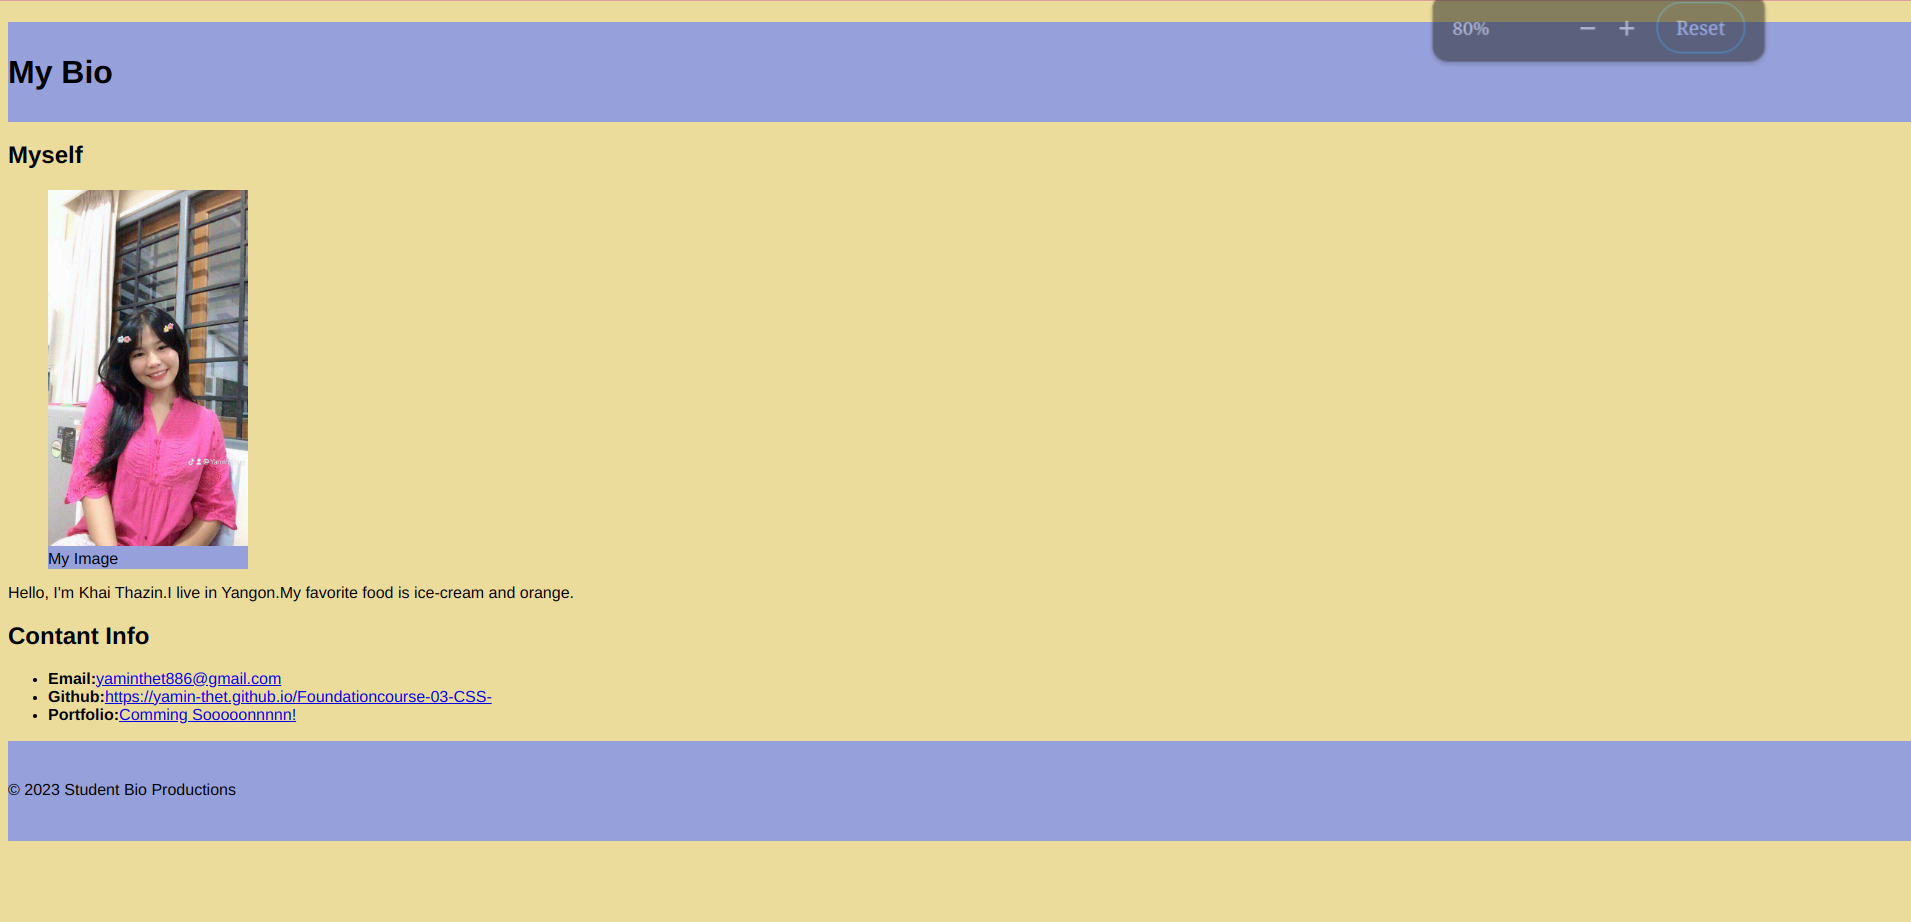 80% − + Reset
My Bio
Myself
My Image
Hello, I'm Khai Thazin.I live in Yangon.My favorite food is ice-cream and orange.
Contant Info
Email:yaminthet886@gmail.com
Github:https://yamin-thet.github.io/Foundationcourse-03-CSS-
Portfolio:Comming Sooooonnnnn!
© 2023 Student Bio Productions